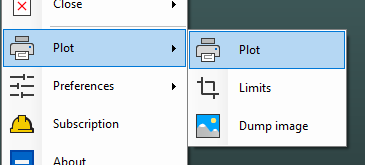 Close
Plot
Preferences
Subscription
About
Plot
Limits
Dump image